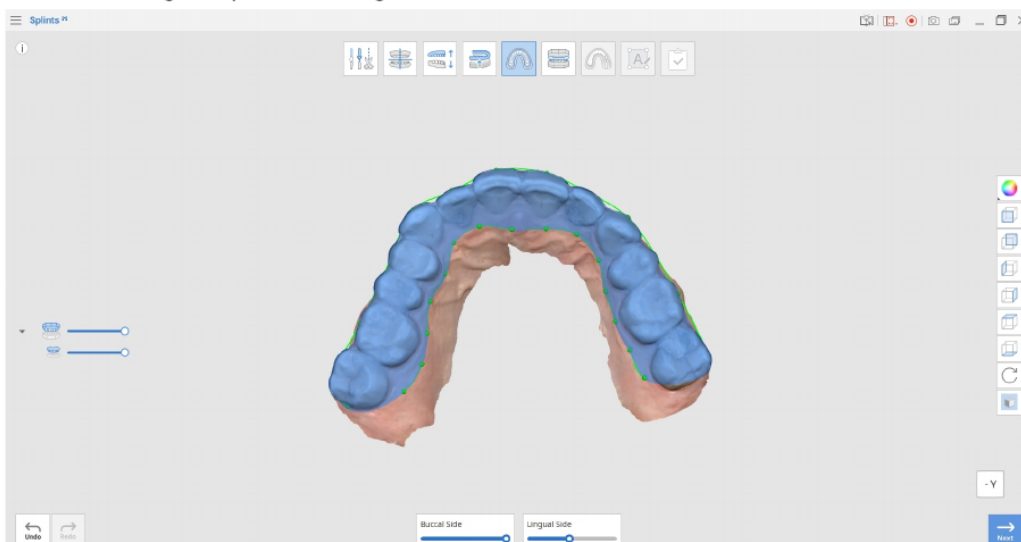 Splints
i
A
- Y
Undo
Redo
Buccal Side
Lingual Side
Next